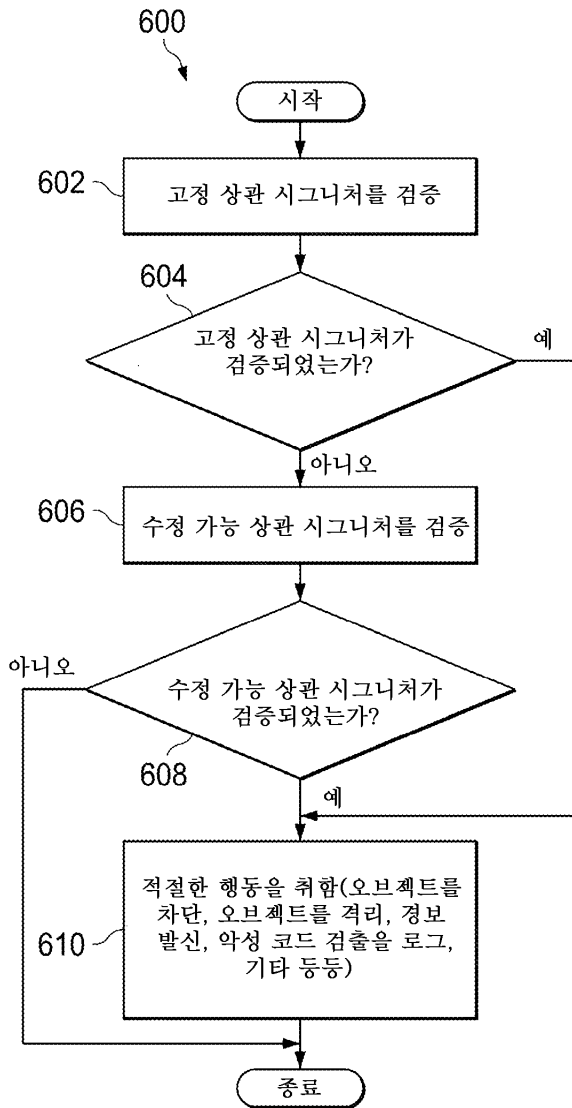 600
시작
602
고정 상관 시그니처를 검증
604
고정 상관 시그니처가
검증되었는가?
예
아니오
606
수정 가능 상관 시그니처를 검증
아니오
수정 가능 상관 시그니처가
검증되었는가?
608
예
적절한 행동을 취함(오브젝트를
차단, 오브젝트를 격리, 경보
발신, 악성 코드 검출을 로그,
기타 등등)
610
종료